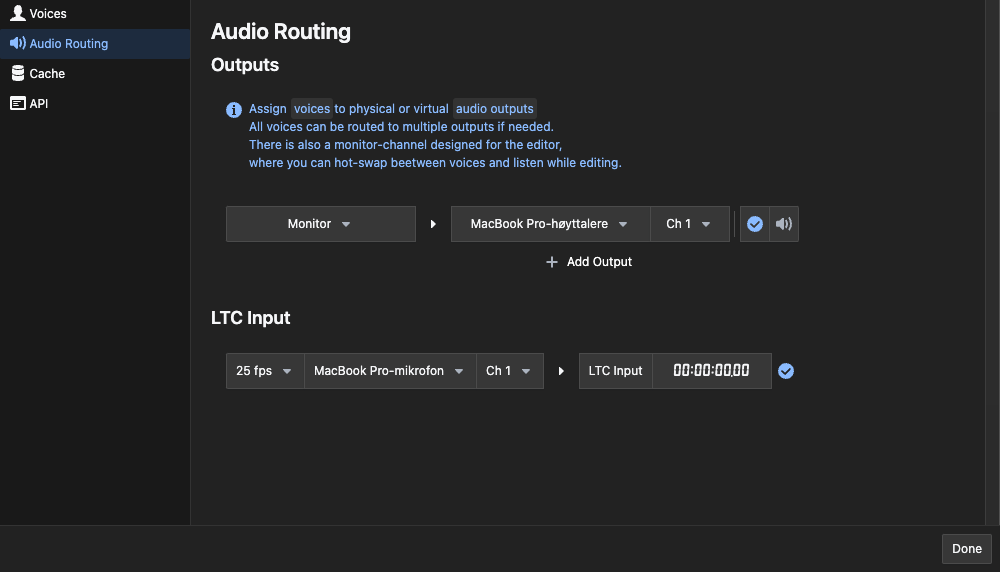 Voices
Audio Routing
Cache
API
Audio Routing
Outputs
Assign voices to physical or virtual audio outputs
All voices can be routed to multiple outputs if needed.
There is also a monitor-channel designed for the editor,
where you can hot-swap beetween voices and listen while editing.
Monitor MacBook Pro-høyttalere Ch 1
Add Output
LTC Input
25 fps MacBook Pro-mikrofon Ch 1 LTC Input 00:00:00.00
Done